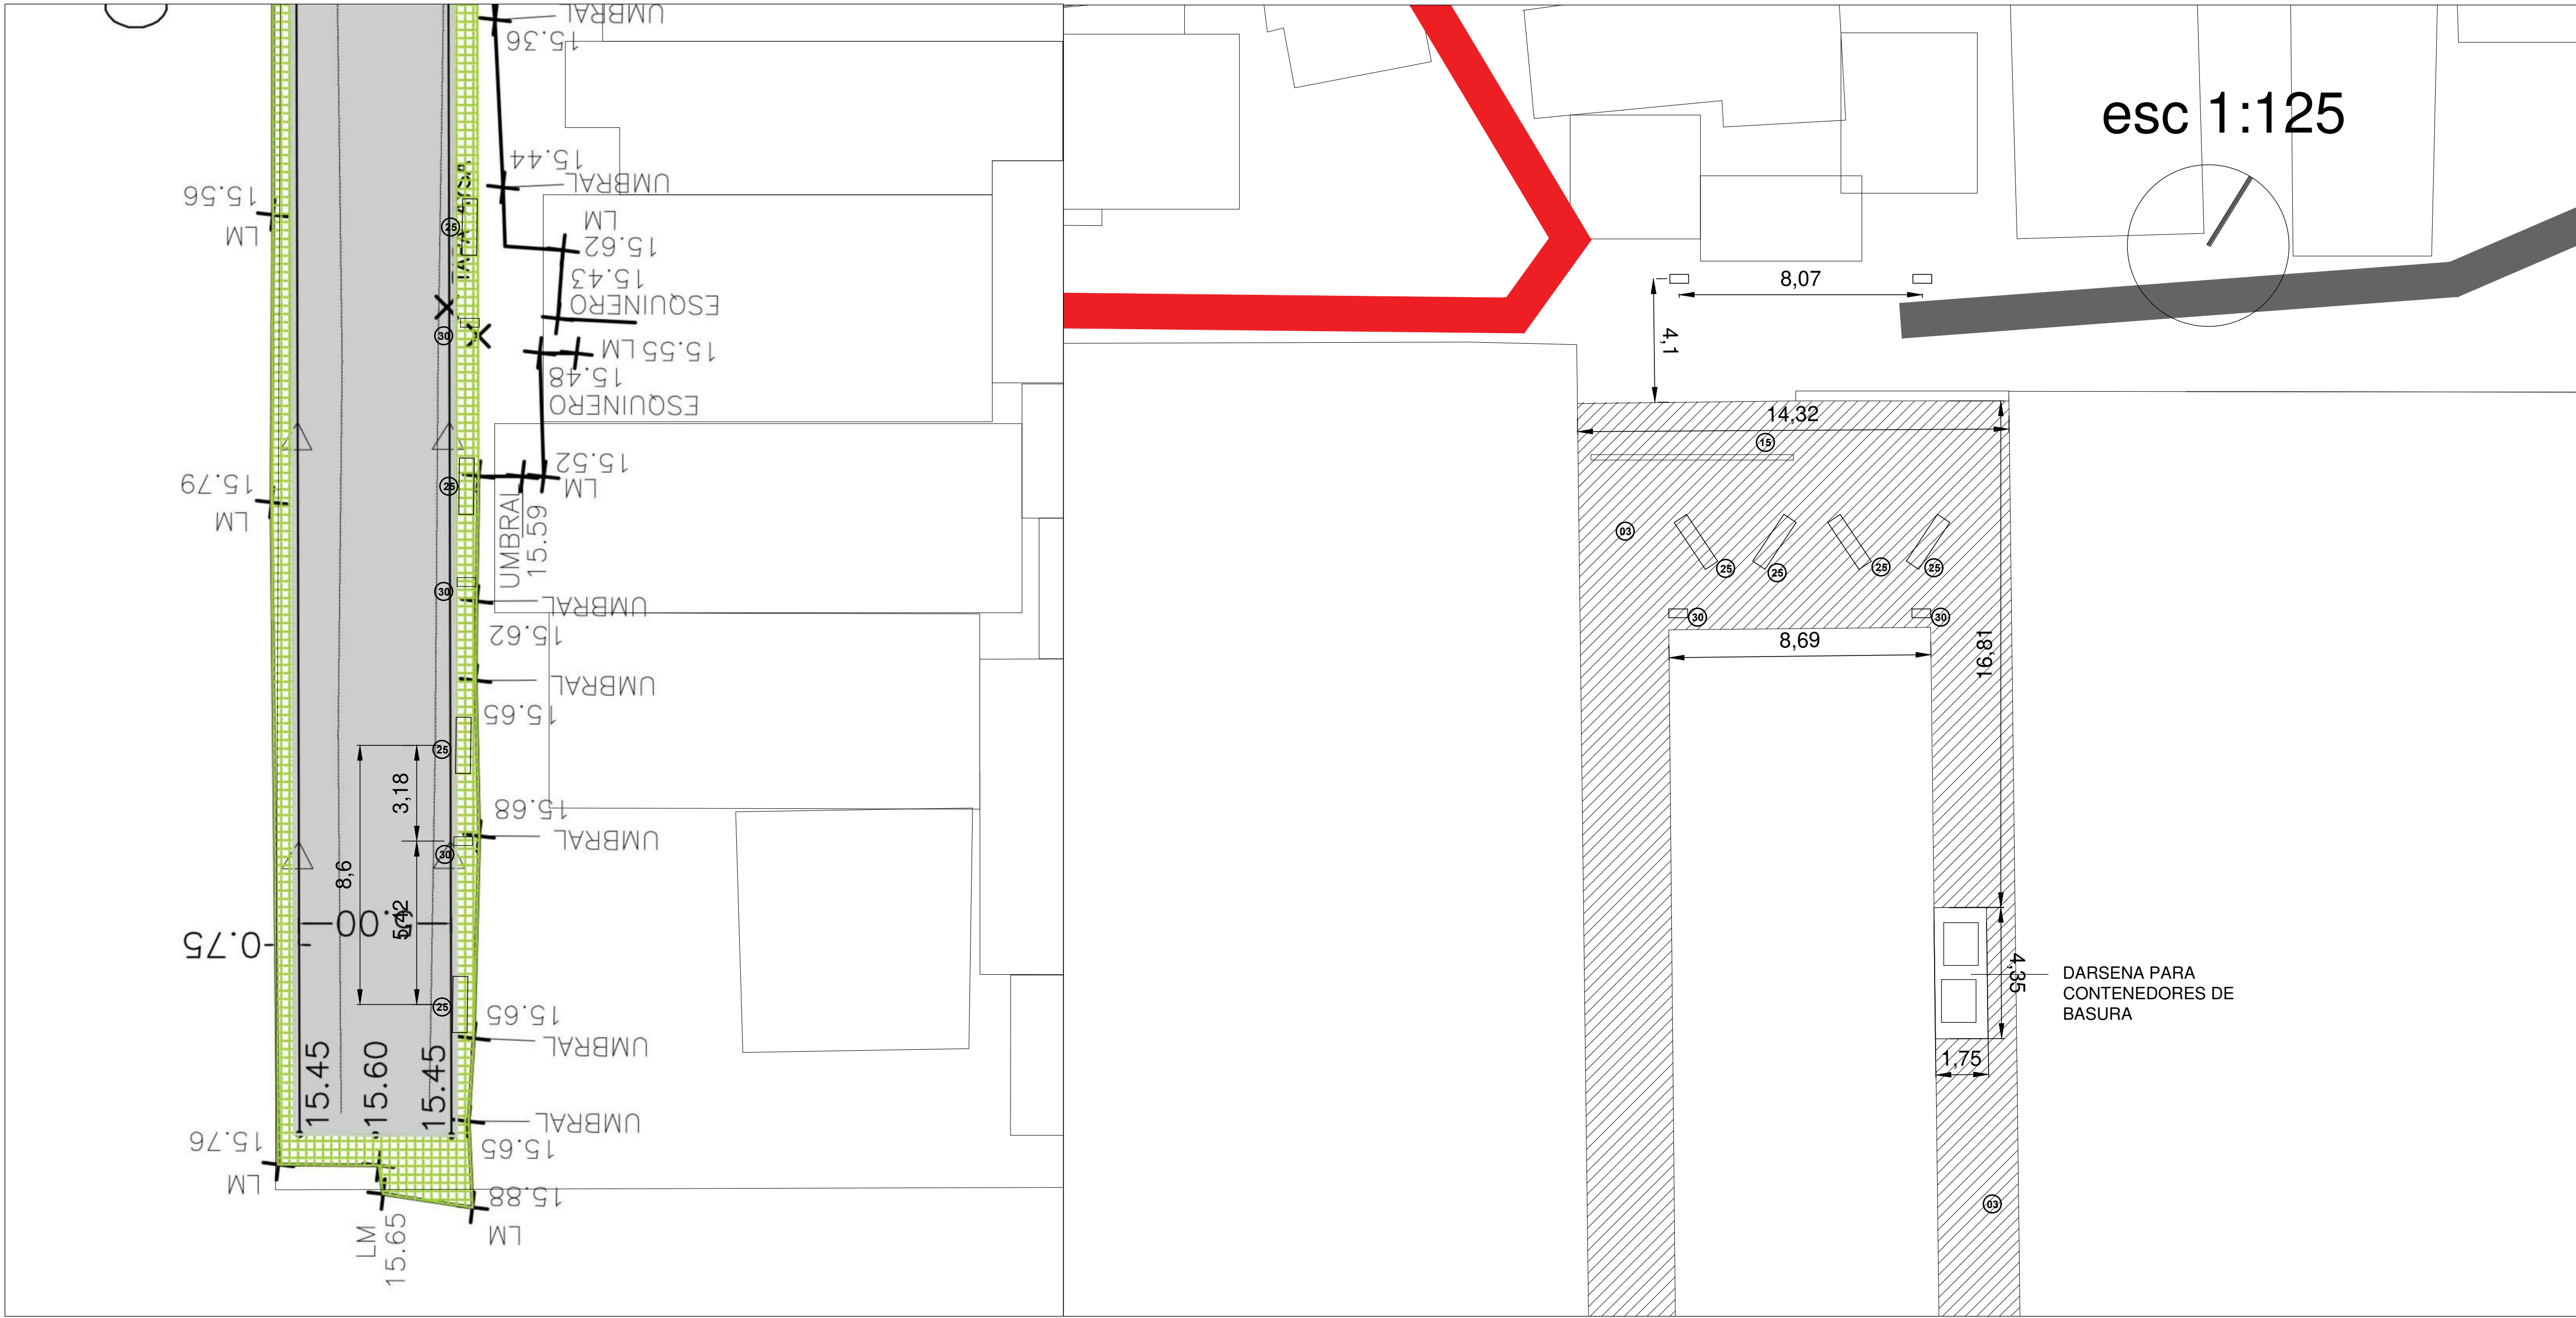 UMBRAL
15.36
15.44
UMBRAL
LM
15.62
15.43
ESQUINERO
15.55 LM
15.48
ESQUINERO
15.52
LM
UMBRAL
15.59
UMBRAL
15.62
UMBRAL
15.65
15.68
UMBRAL
15.65
UMBRAL
UMBRAL
15.65
15.88
LM
15.56
LM
15.79
LM
25
30
25
30
25
3,18
8,6
30
5,42
-0.75
25
15.45
15.60
15.45
15.76
LM
LM
15.65
esc 1:125
8,07
4,1
14,32
15
03
25
25
25
25
30
30
8,69
16,81
4,35
DARSENA PARA
CONTENEDORES DE
BASURA
1,75
03